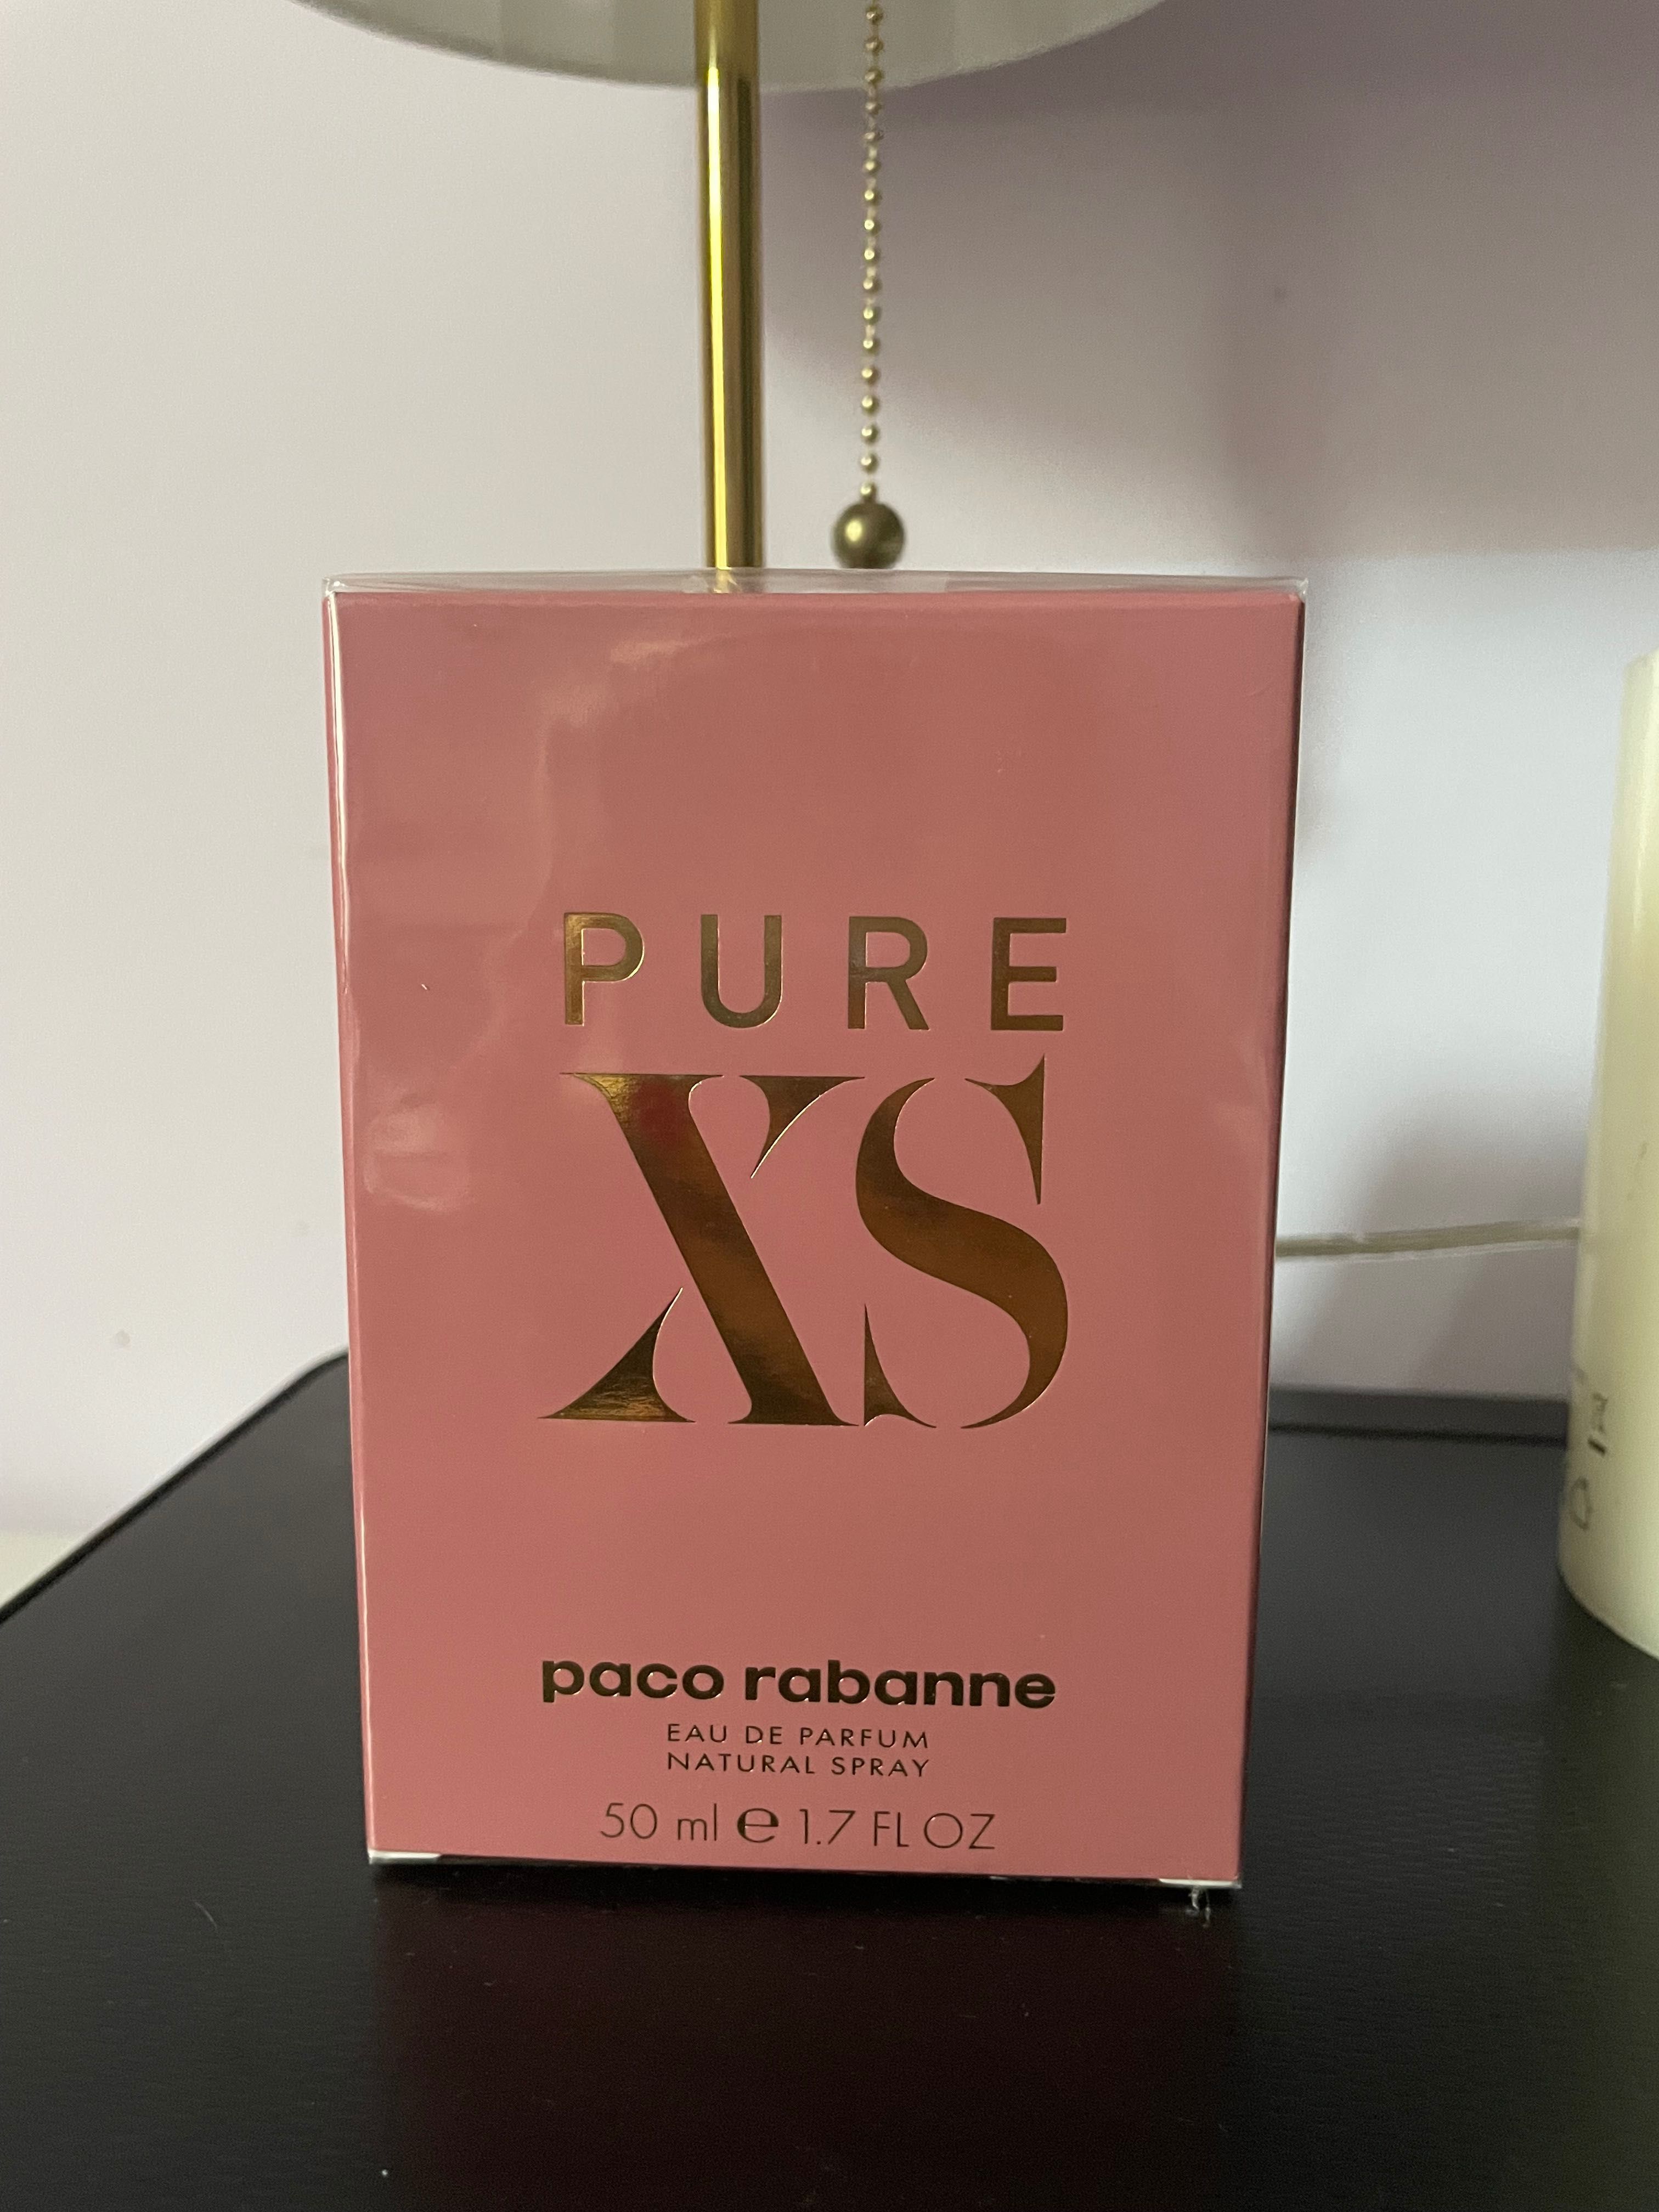 PURE
XS
paco rabanne
EAU DE PARFUM
NATURAL SPRAY
50 ml ℮ 1.7 FL OZ